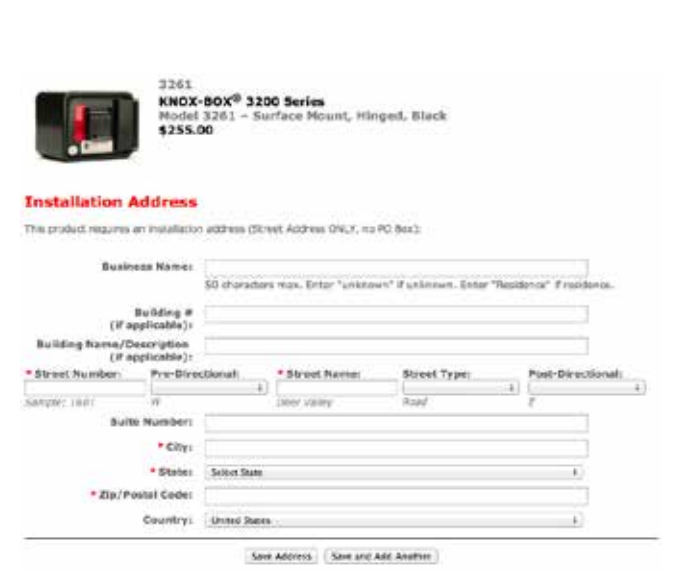 3261
KNOX-BOX® 3200 Series
Model 3261 – Surface Mount, Hinged, Black
$255.00
Installation Address
This product requires an installation address (Street Address ONLY, no PO Box):
Business Name:
50 characters max. Enter "unknown" if unknown. Enter "Residence" if residence.
Building #
(if applicable):
Building Name/Description
(if applicable):
* Street Number: Pre-Directional: * Street Name: Street Type: Post-Directional:
Sample: W Deer Valley Road E
Suite Number:
* City:
* State: Select State
* Zip/Postal Code:
Country: United States
Save Address Save and Add Another